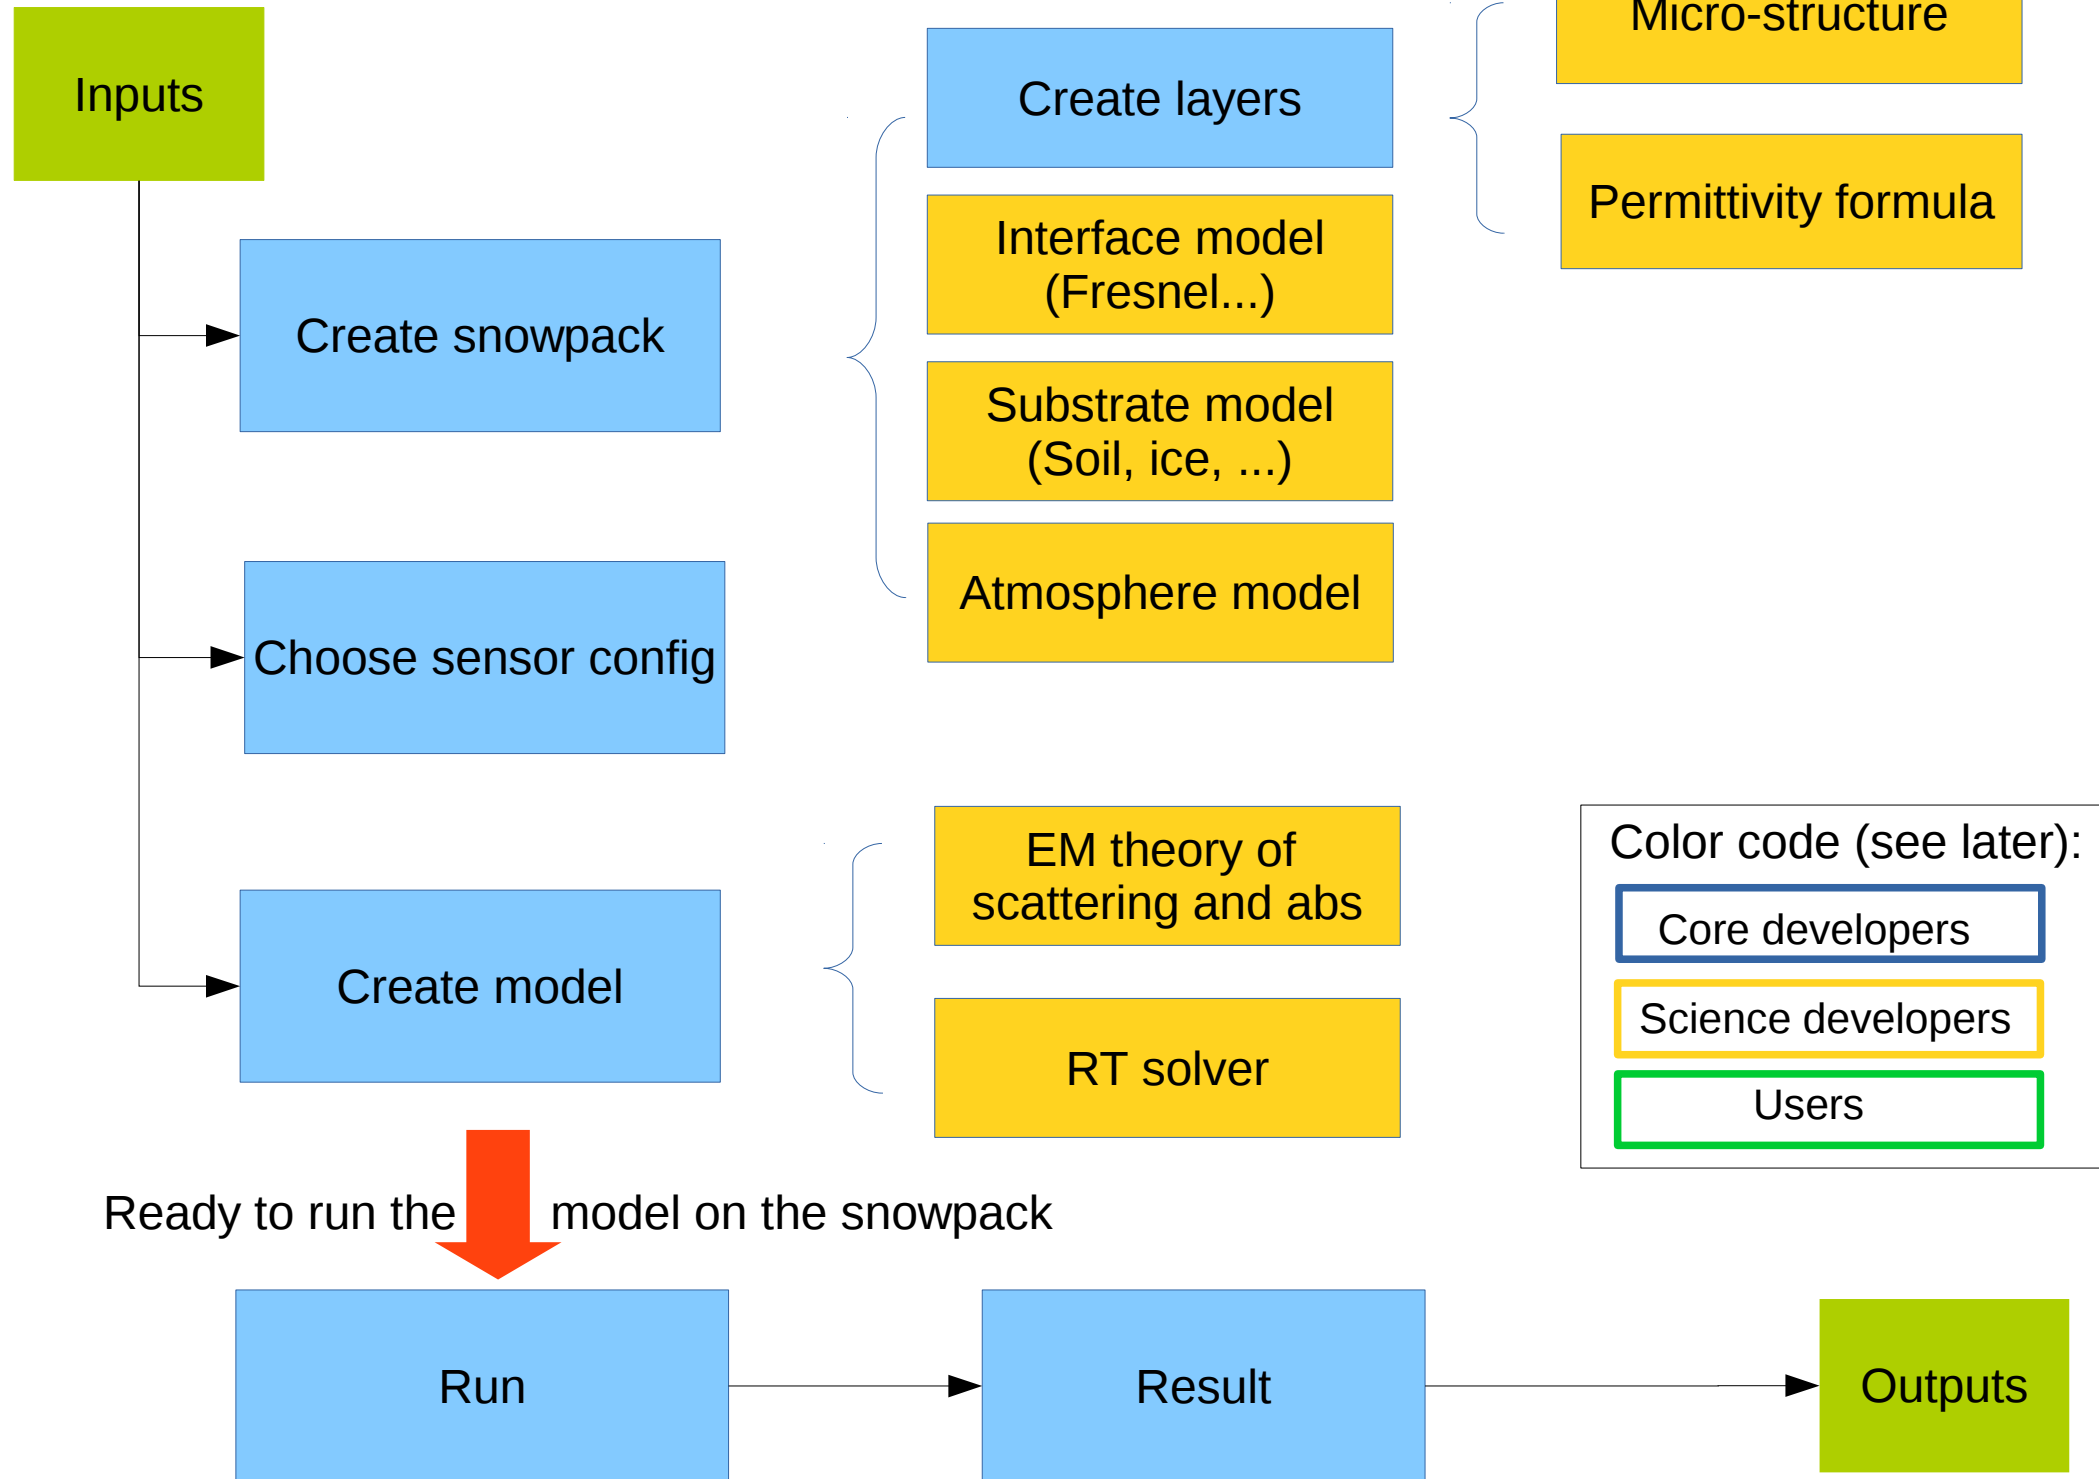 Inputs
Micro-structure
Create layers
Permittivity formula
Interface model
(Fresnel...)
Create snowpack
Substrate model
(Soil, ice, ...)
Atmosphere model
Choose sensor config
EM theory of
scattering and abs
Create model
RT solver
Color code (see later):
Core developers
Science developers
Users
Ready to run the model on the snowpack
Run
Result
Outputs